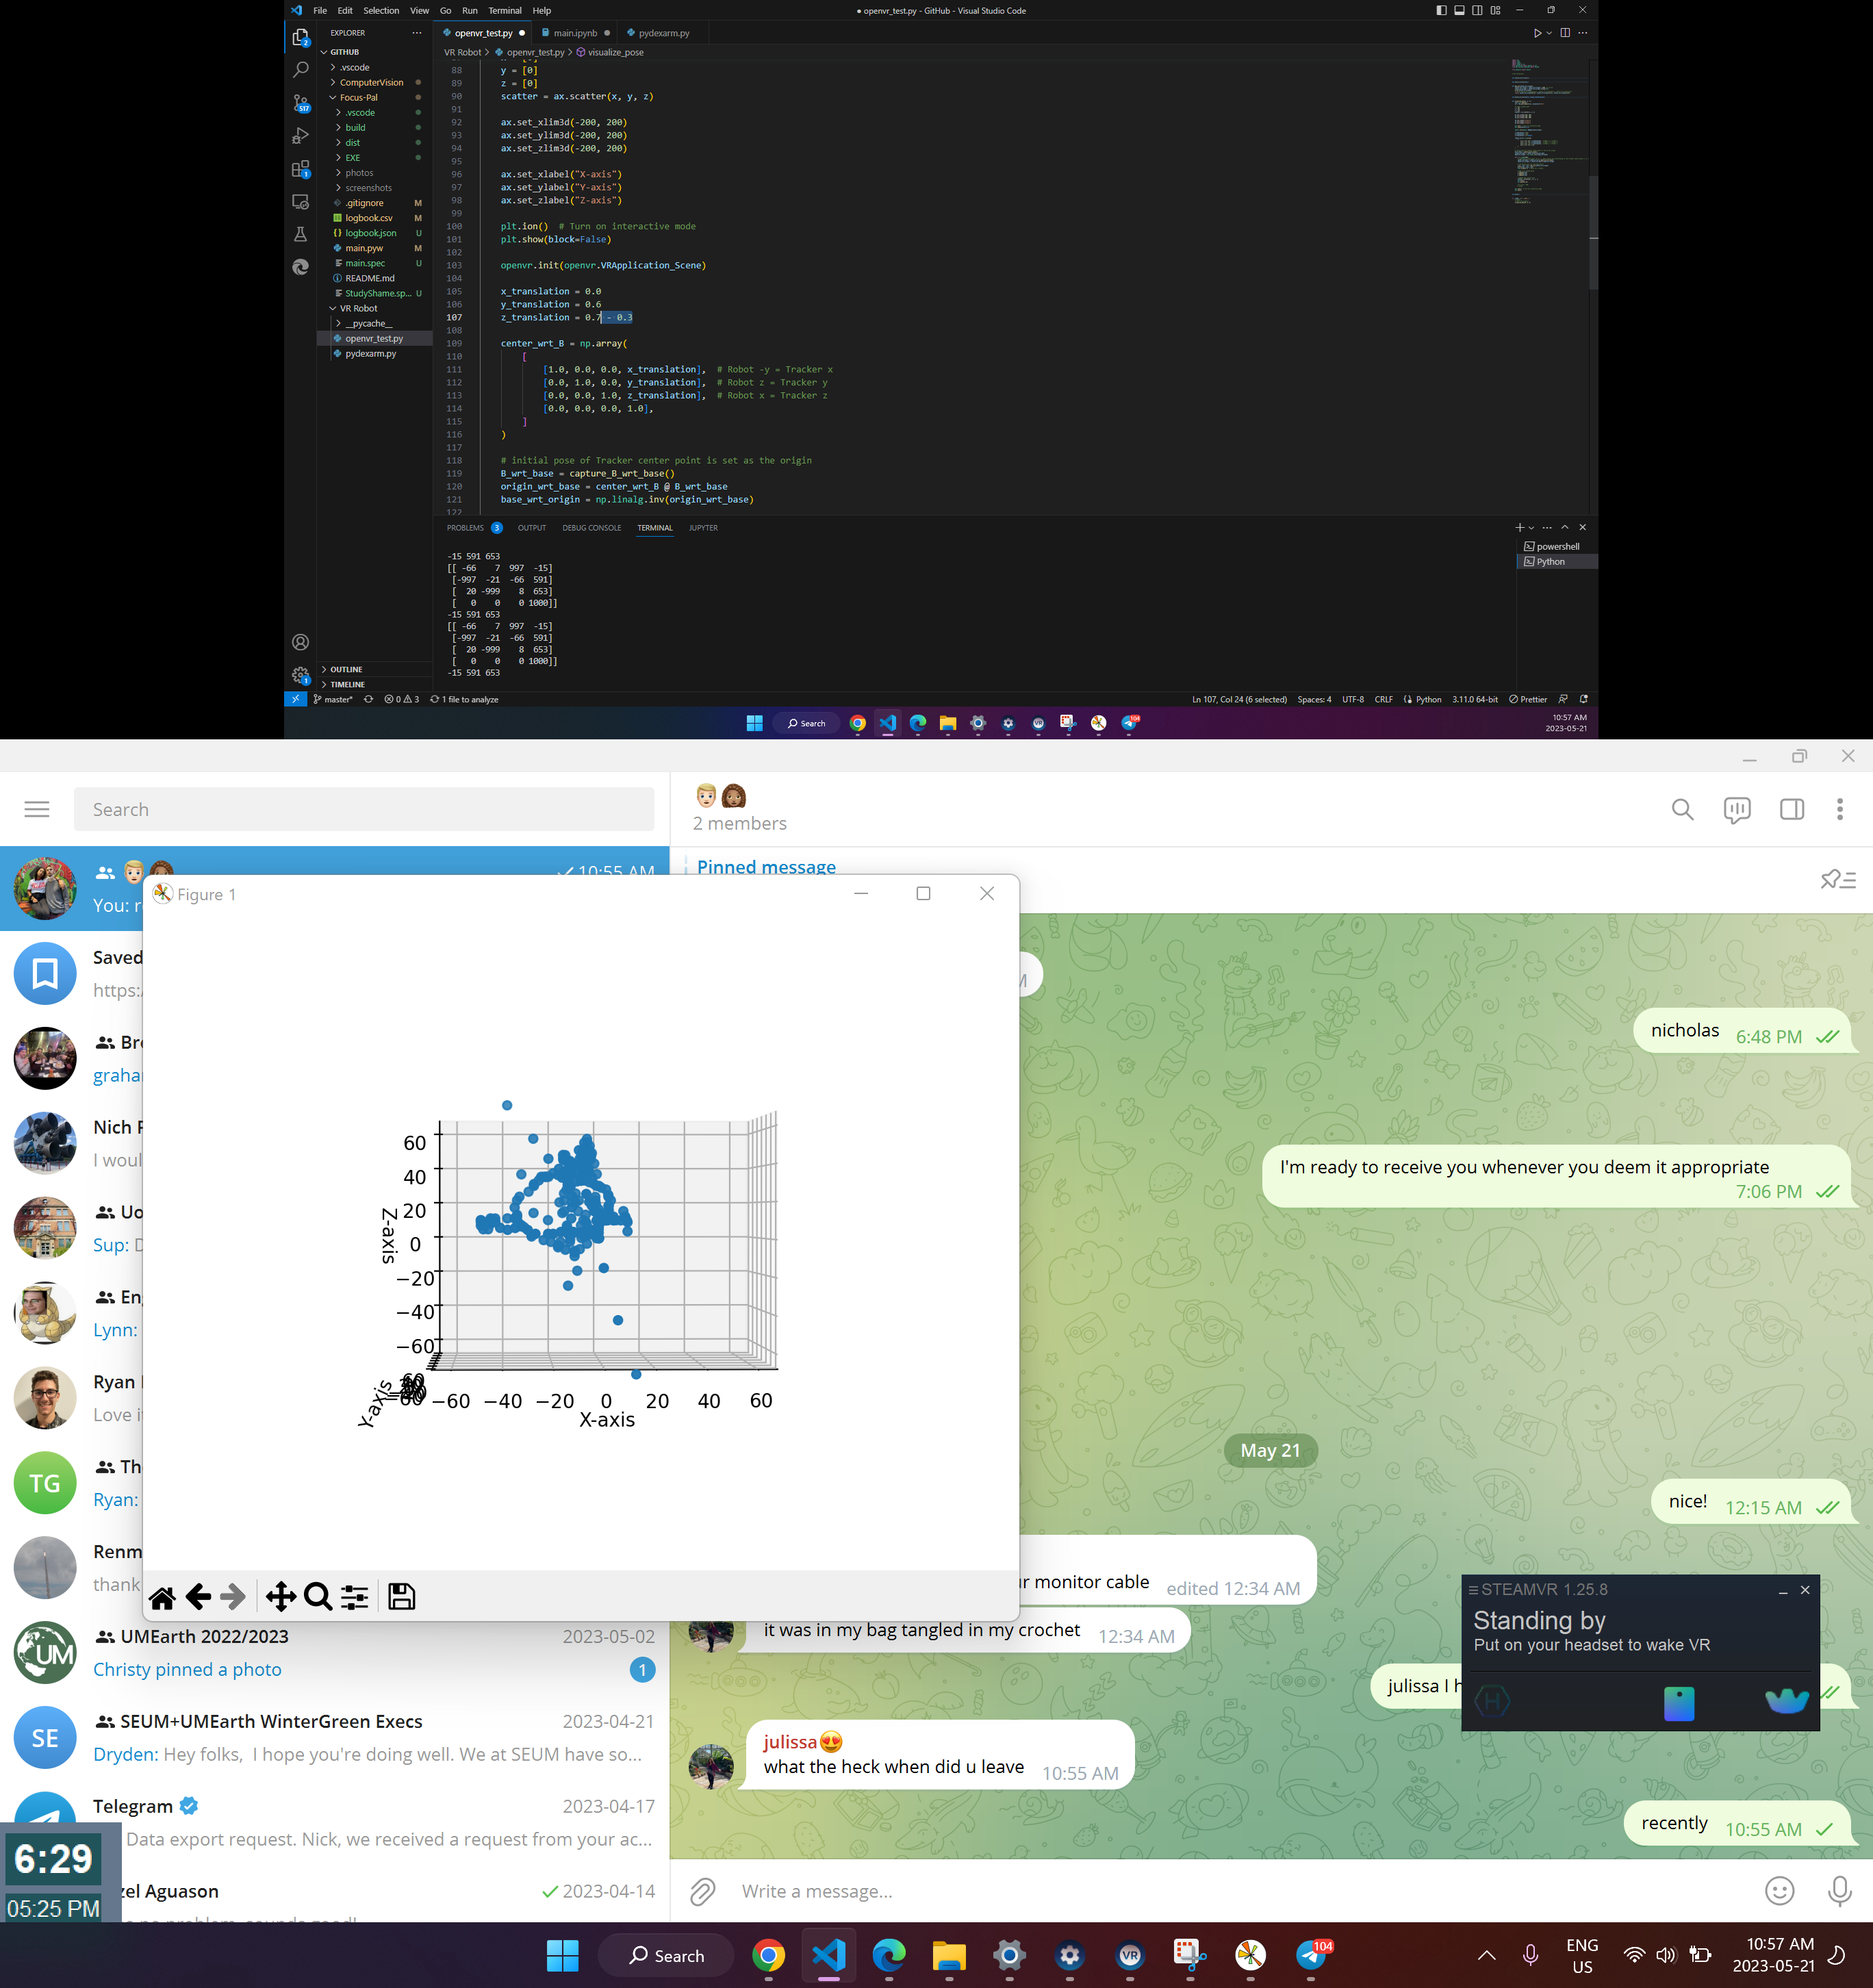 File Edit Selection View Go Run Terminal Help
● openvr_test.py - GitHub - Visual Studio Code
EXPLORER
GITHUB
.vscode
ComputerVision
Focus-Pal
.vscode
build
dist
EXE
photos
screenshots
.gitignore M
logbook.csv M
logbook.json U
main.pyw M
main.spec U
README.md
StudyShame.sp... U
VR Robot
__pycache__
openvr_test.py
pydexarm.py
OUTLINE
TIMELINE
openvr_test.py ● main.ipynb ● pydexarm.py
VR Robot > openvr_test.py > visualize_pose
88 y = [0]
89 z = [0]
90 scatter = ax.scatter(x, y, z)
91
92 ax.set_xlim3d(-200, 200)
93 ax.set_ylim3d(-200, 200)
94 ax.set_zlim3d(-200, 200)
95
96 ax.set_xlabel("X-axis")
97 ax.set_ylabel("Y-axis")
98 ax.set_zlabel("Z-axis")
99
100 plt.ion()  # Turn on interactive mode
101 plt.show(block=False)
102
103 openvr.init(openvr.VRApplication_Scene)
104
105 x_translation = 0.0
106 y_translation = 0.6
107 z_translation = 0.7 - 0.3
108
109 center_wrt_B = np.array(
110 [
111 [1.0, 0.0, 0.0, x_translation],  # Robot -y = Tracker x
112 [0.0, 1.0, 0.0, y_translation],  # Robot z = Tracker y
113 [0.0, 0.0, 1.0, z_translation],  # Robot x = Tracker z
114 [0.0, 0.0, 0.0, 1.0],
115 ]
116 )
117
118 # initial pose of Tracker center point is set as the origin
119 B_wrt_base = capture_B_wrt_base()
120 origin_wrt_base = center_wrt_B @ B_wrt_base
121 base_wrt_origin = np.linalg.inv(origin_wrt_base)
122
PROBLEMS 3 OUTPUT DEBUG CONSOLE TERMINAL JUPYTER
powershell
Python
-15 591 653
[[ -66 7 997 -15]
[-997 -21 -66 591]
[ 20 -999 8 653]
[ 0 0 0 1000]]
-15 591 653
[[ -66 7 997 -15]
[-997 -21 -66 591]
[ 20 -999 8 653]
[ 0 0 0 1000]]
-15 591 653
master* 0 3 1 file to analyze
Ln 107, Col 24 (6 selected) Spaces: 4 UTF-8 CRLF Python 3.11.0 64-bit Prettier
Search
104
10:57 AM
2023-05-21
Search
2 members
Pinned message
10:55 AM
You: r
Saved
https:
Br
graha
Nich
I woul
Uo
Sup: D
En
Lynn:
Ryan
Love i
TG
Th
Ryan:
Renm
thank
UM
UMEarth 2022/2023 2023-05-02
Christy pinned a photo 1
SE
SEUM+UMEarth WinterGreen Execs 2023-04-21
Dryden: Hey folks,  I hope you're doing well. We at SEUM have so...
Telegram 2023-04-17
Data export request. Nick, we received a request from your ac...
zel Aguason 2023-04-14
6:29
05:25 PM
Figure 1
60
40
20
0
−20
−40
−60
Z-axis
Y-axis
−60 −40 −20 0 20 40 60
X-axis
nicholas 6:48 PM
I'm ready to receive you whenever you deem it appropriate
7:06 PM
May 21
nice! 12:15 AM
r monitor cable edited 12:34 AM
it was in my bag tangled in my crochet 12:34 AM
julissa I h
julissa😍
what the heck when did u leave 10:55 AM
recently 10:55 AM
Write a message...
STEAMVR 1.25.8
Standing by
Put on your headset to wake VR
Search
VR
104
ENG
US
10:57 AM
2023-05-21